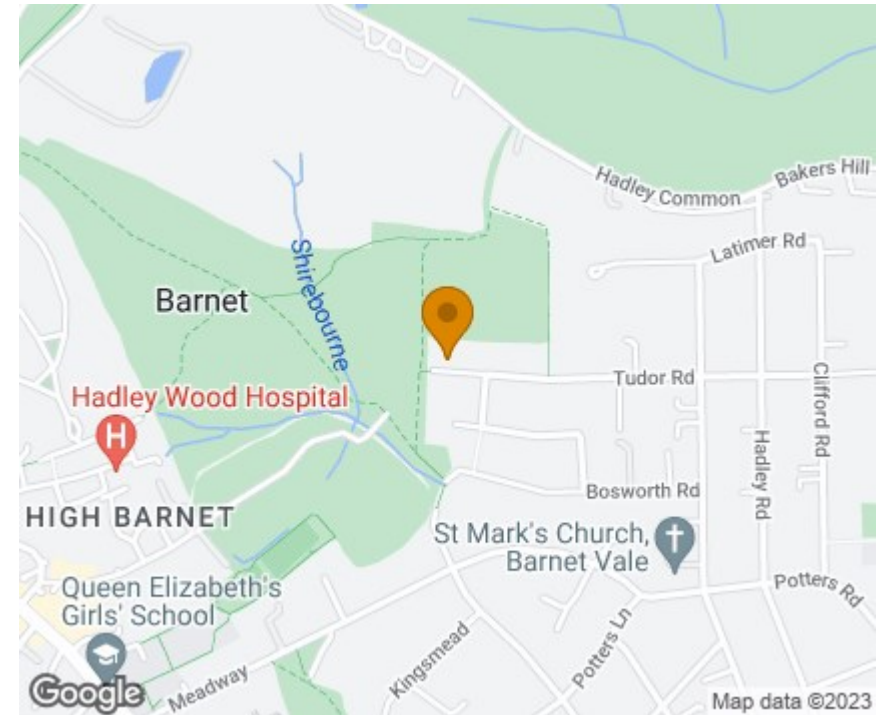 Hadley Common
Bakers Hill
Latimer Rd
Shirebourne
Barnet
Tudor Rd
Clifford Rd
Hadley Wood Hospital
H
Hadley Rd
Bosworth Rd
HIGH BARNET
St Mark's Church,
Barnet Vale
Queen Elizabeth's
Girls' School
Potters Rd
Potters Ln
Kingsmead
Meadway
Google
Map data ©2023